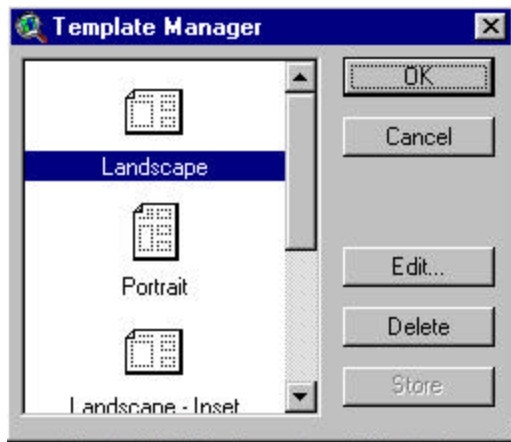 Template Manager
Landscape
Portrait
Landscape - Inset
OK
Cancel
Edit...
Delete
Store